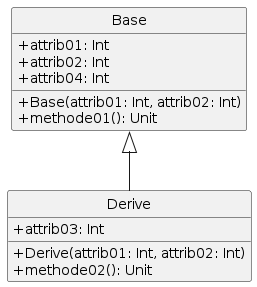 Base
+attrib01: Int
+attrib02: Int
+attrib04: Int
+Base(attrib01: Int, attrib02: Int)
+methode01(): Unit
Derive
+attrib03: Int
+Derive(attrib01: Int, attrib02: Int)
+methode02(): Unit